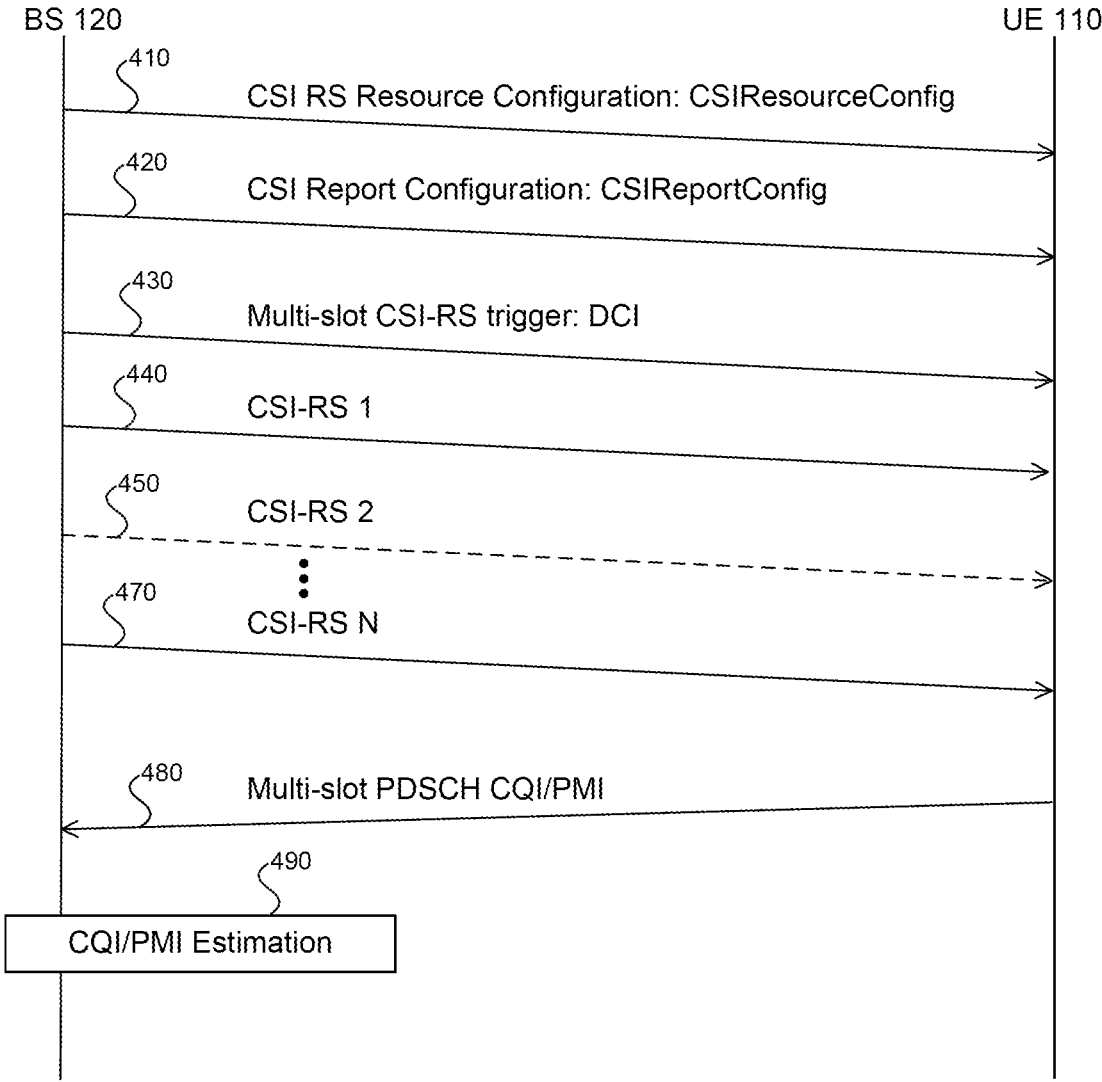 BS 120
UE 110
410
CSI RS Resource Configuration: CSIResourceConfig
420
CSI Report Configuration: CSIReportConfig
430
Multi-slot CSI-RS trigger: DCI
440
CSI-RS 1
450
CSI-RS 2
470
CSI-RS N
480
Multi-slot PDSCH CQI/PMI
490
CQI/PMI Estimation